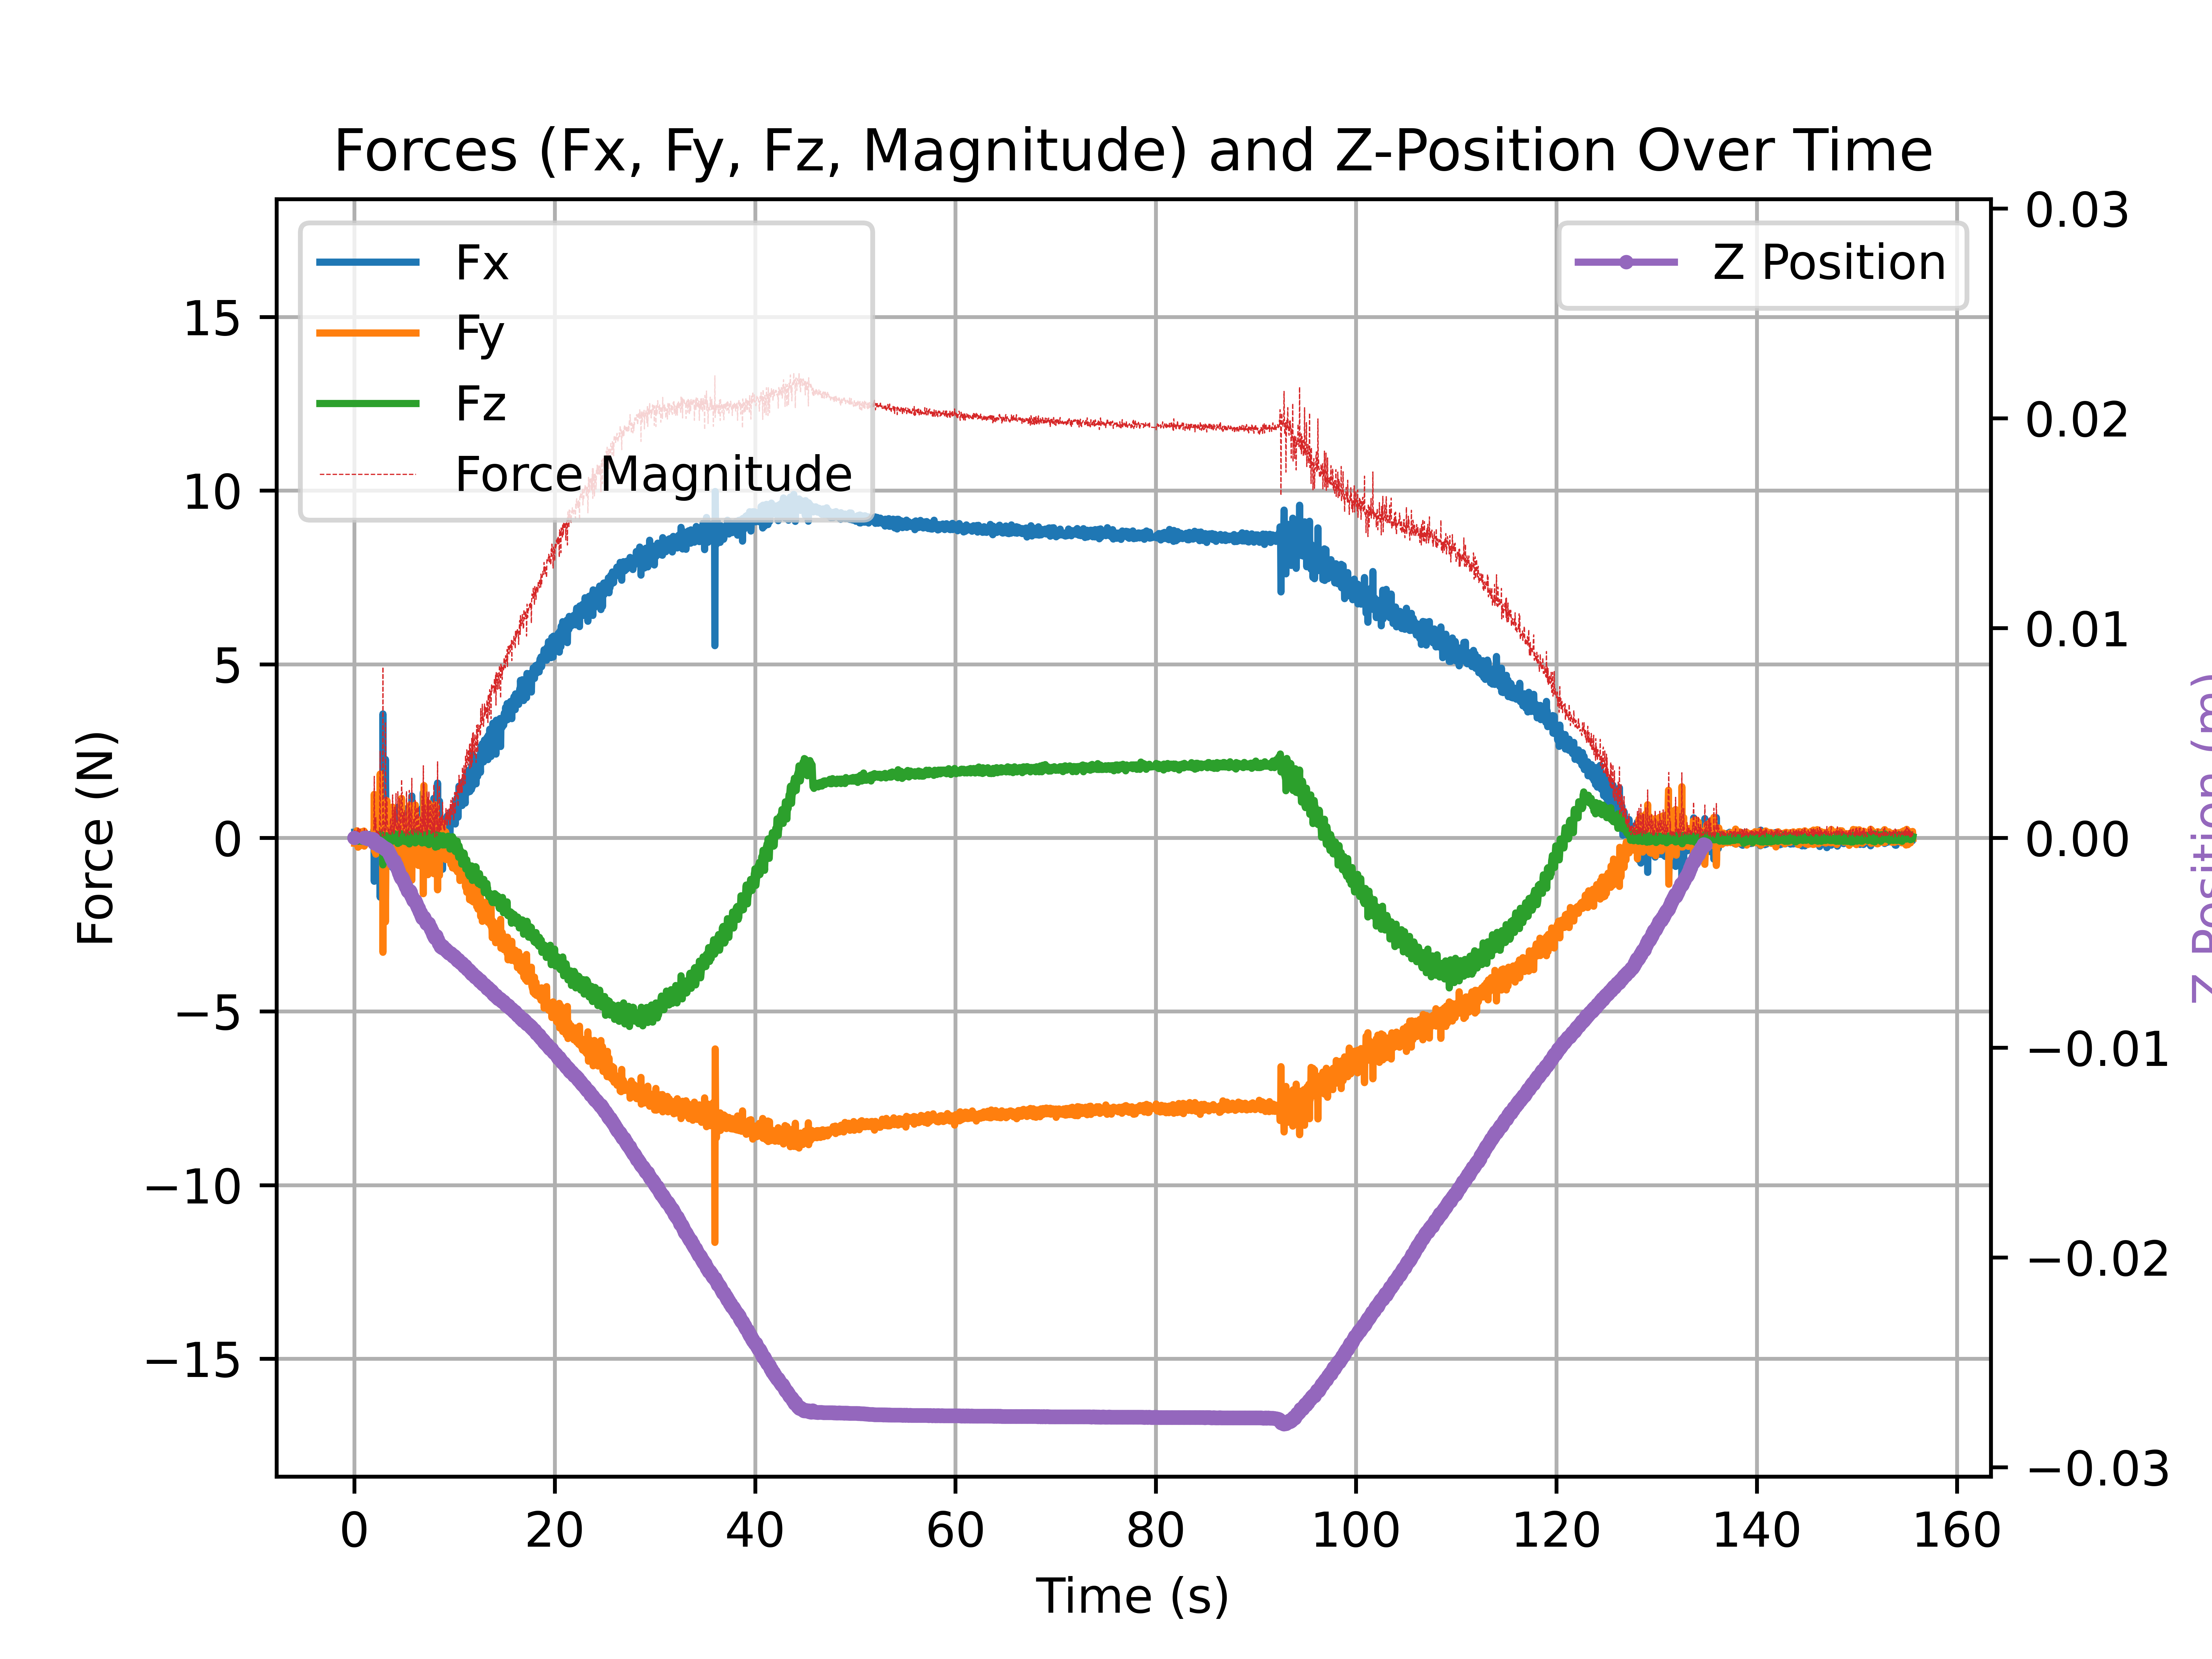 Forces (Fx, Fy, Fz, Magnitude) and Z-Position Over Time
Fx
Fy
Fz
Force Magnitude
Z Position
Force (N)
15
10
5
0
−5
−10
−15
0.03
0.02
0.01
0.00
−0.01
−0.02
−0.03
Z Position (m)
0 20 40 60 80 100 120 140 160
Time (s)